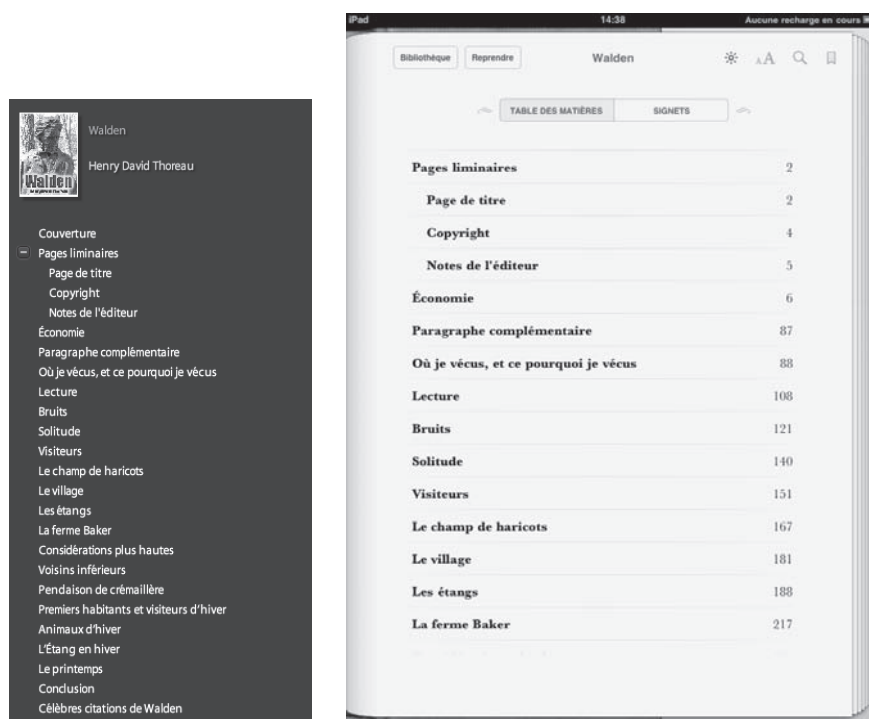 Walden
Henry David Thoreau
Walden
Couverture
Pages liminaires
Page de titre
Copyright
Notes de l'éditeur
Économie
Paragraphe complémentaire
Où je vécus, et ce pourquoi je vécus
Lecture
Bruits
Solitude
Visiteurs
Le champ de haricots
Le village
Les étangs
La ferme Baker
Considérations plus hautes
Voisins inférieurs
Pendaison de crémaillère
Premiers habitants et visiteurs d'hiver
Animaux d'hiver
L'Étang en hiver
Le printemps
Conclusion
Célèbres citations de Walden
iPad 14:38 Aucune recharge en cours
Bibliothèque Reprendre Walden AA
TABLE DES MATIÈRES SIGNETS
Pages liminaires 2
Page de titre 2
Copyright 4
Notes de l'éditeur 5
Économie 6
Paragraphe complémentaire 87
Où je vécus, et ce pourquoi je vécus 88
Lecture 108
Bruits 121
Solitude 140
Visiteurs 151
Le champ de haricots 167
Le village 181
Les étangs 188
La ferme Baker 217